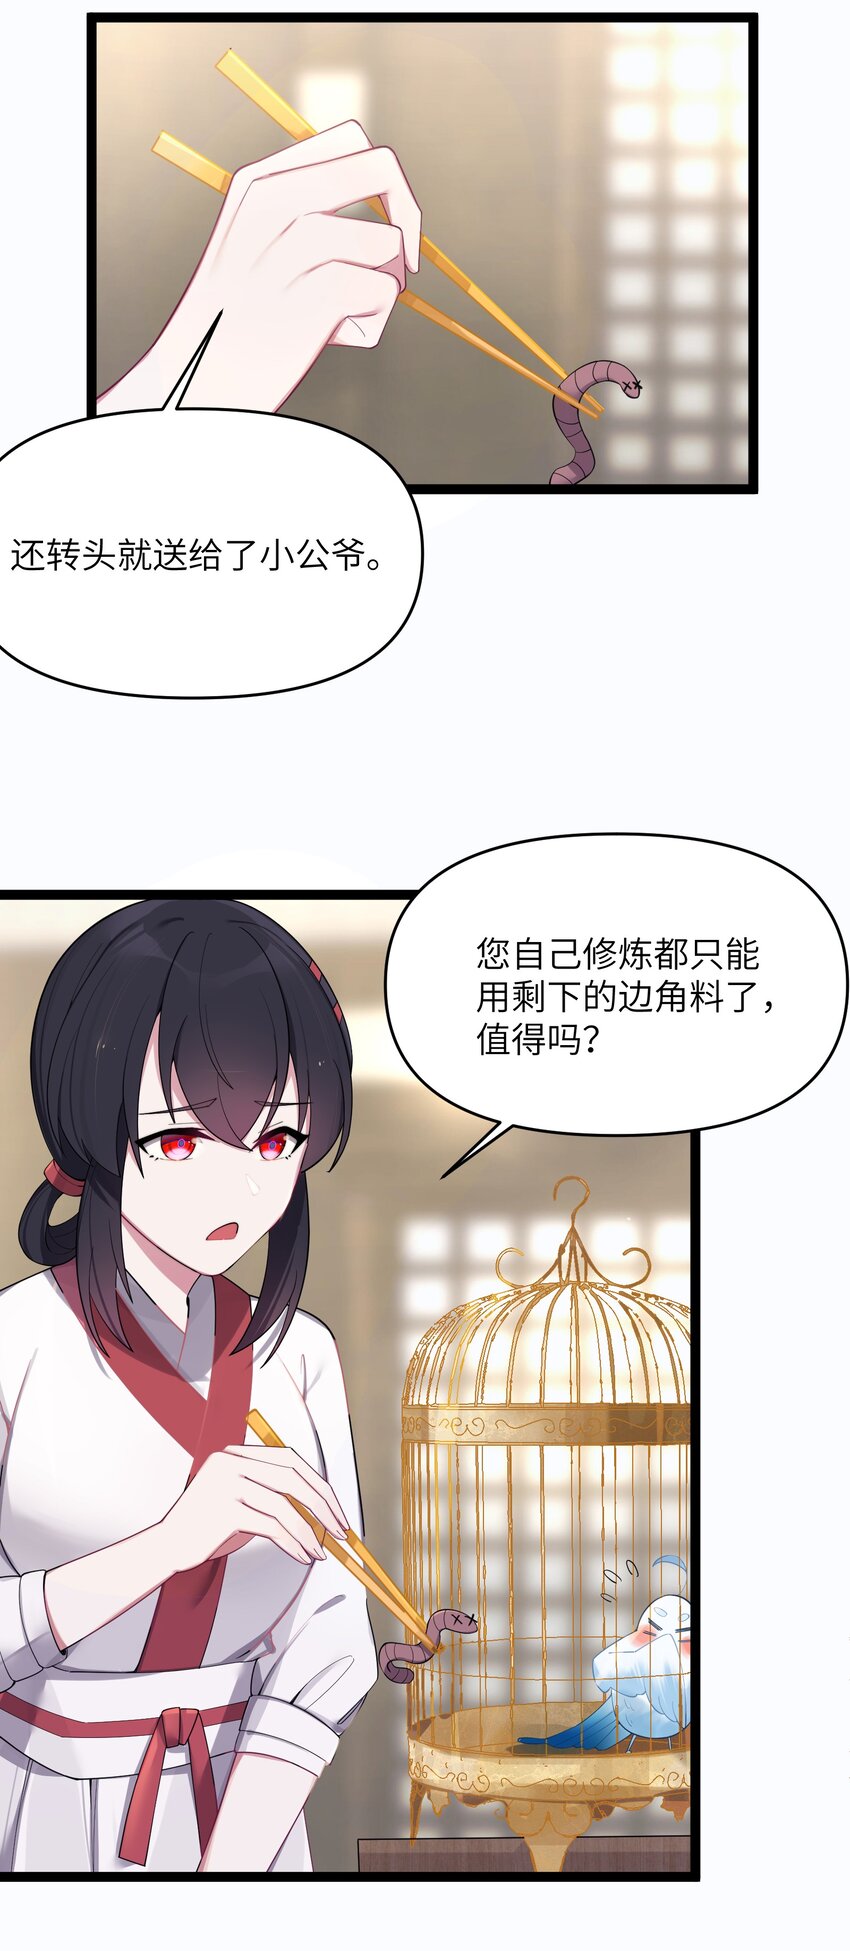 还转头就送给了小公爷。
您自己修炼都只能
用剩下的边角料了，
值得吗？